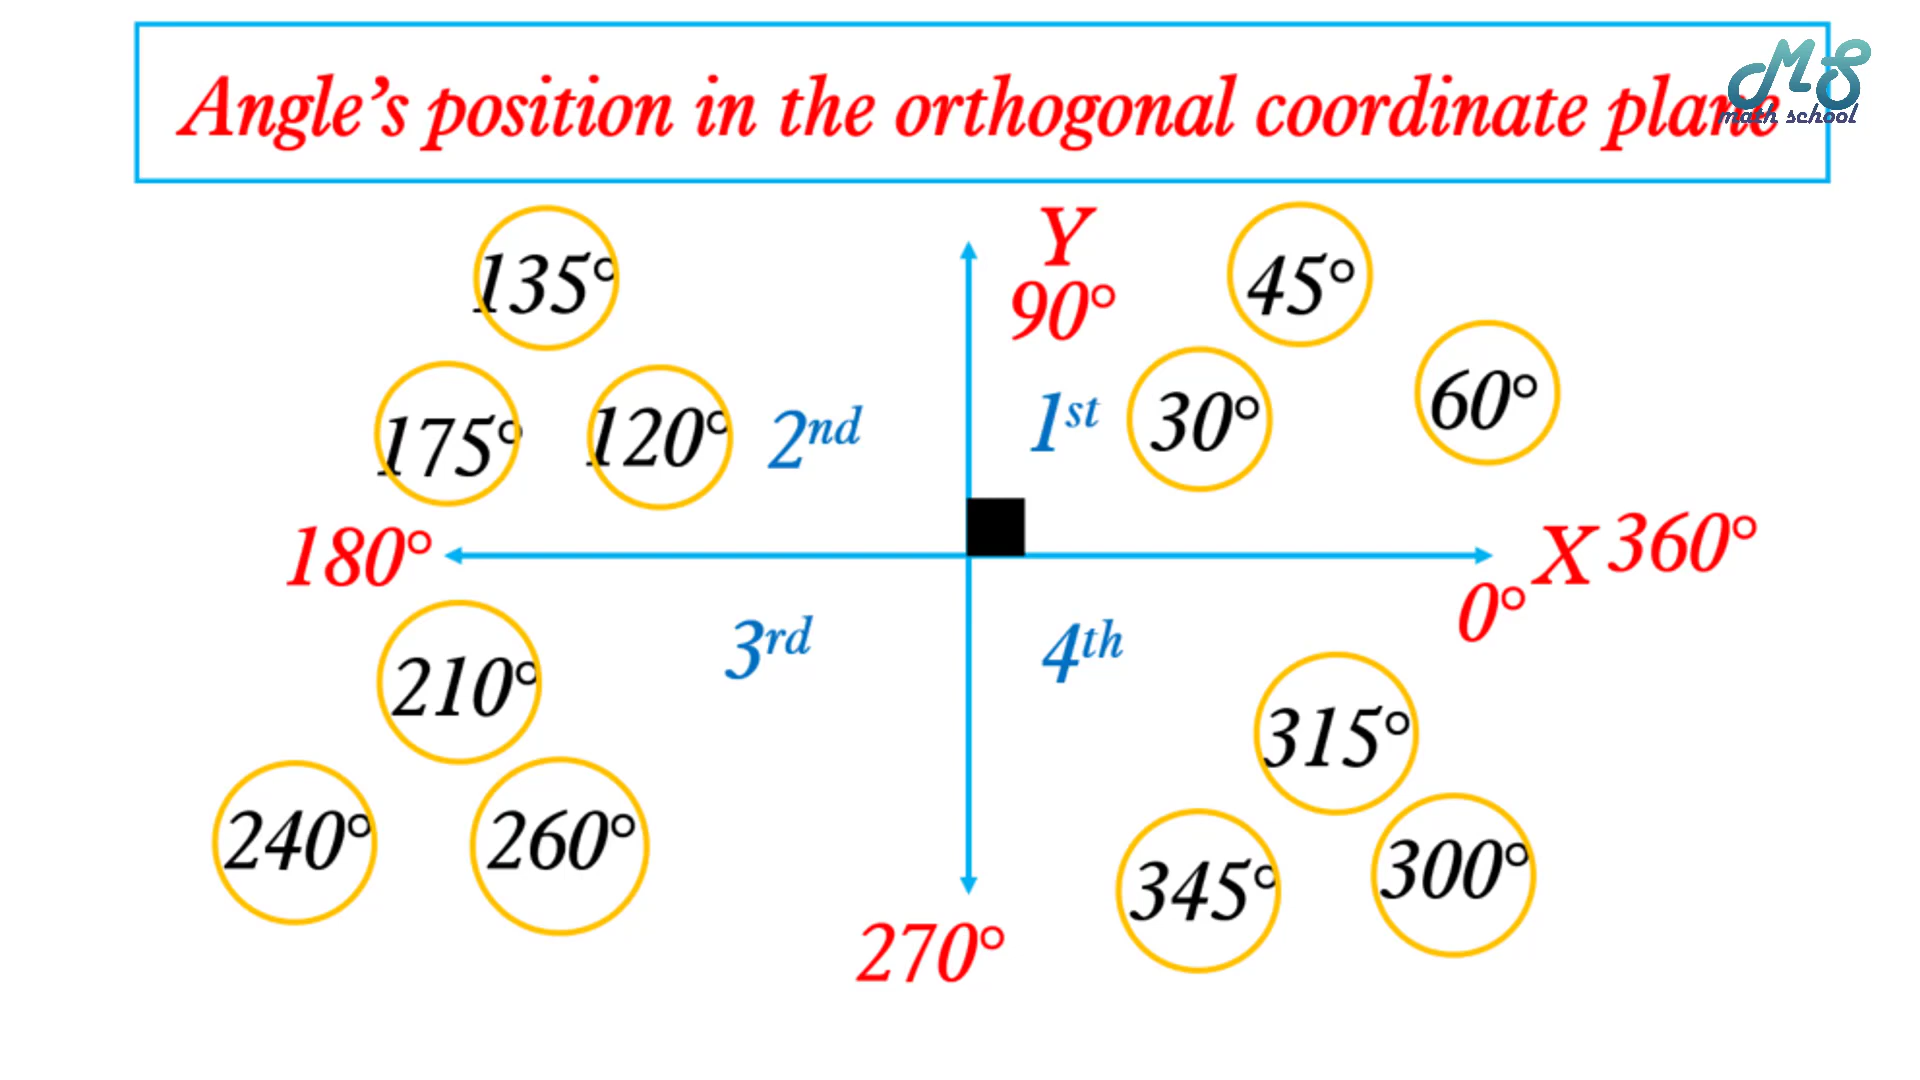 Angle's position in the orthogonal coordinate plane
MS
math school
135°
Y
45°
90°
175°
120°
2nd
1st
30°
60°
180°
X 360°
0°
210°
3rd
4th
315°
240°
260°
345°
300°
270°